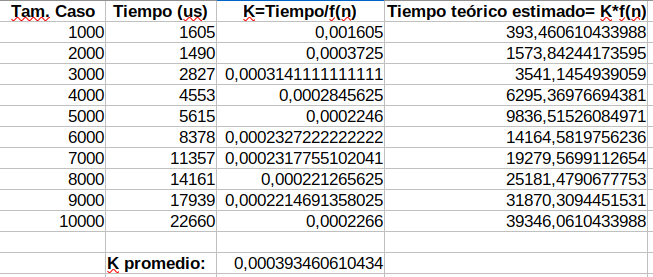 Tam. Caso Tiempo (us) K=Tiempo/f(n) Tiempo teórico estimado= K*f(n)
1000 1605 0,001605 393,460610433988
2000 1490 0,0003725 1573,84244173595
3000 2827 0,0003141111111111 3541,1454939059
4000 4553 0,0002845625 6295,36976694381
5000 5615 0,0002246 9836,51526084971
6000 8378 0,0002327222222222 14164,5819756236
7000 11357 0,0002317755102041 19279,5699112654
8000 14161 0,000221265625 25181,4790677753
9000 17939 0,0002214691358025 31870,3094451531
10000 22660 0,0002266 39346,0610433988
K promedio: 0,000393460610434